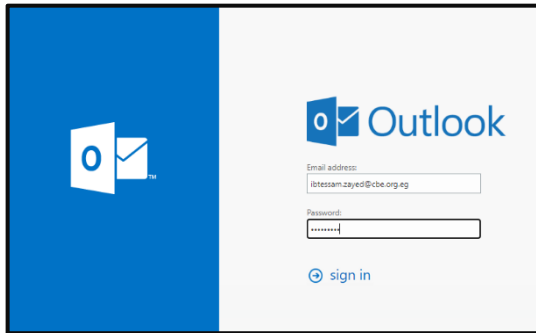 TM
Outlook
Email address:
ibtessam.zayed@cbe.org.eg
Password:
•••••••••
sign in